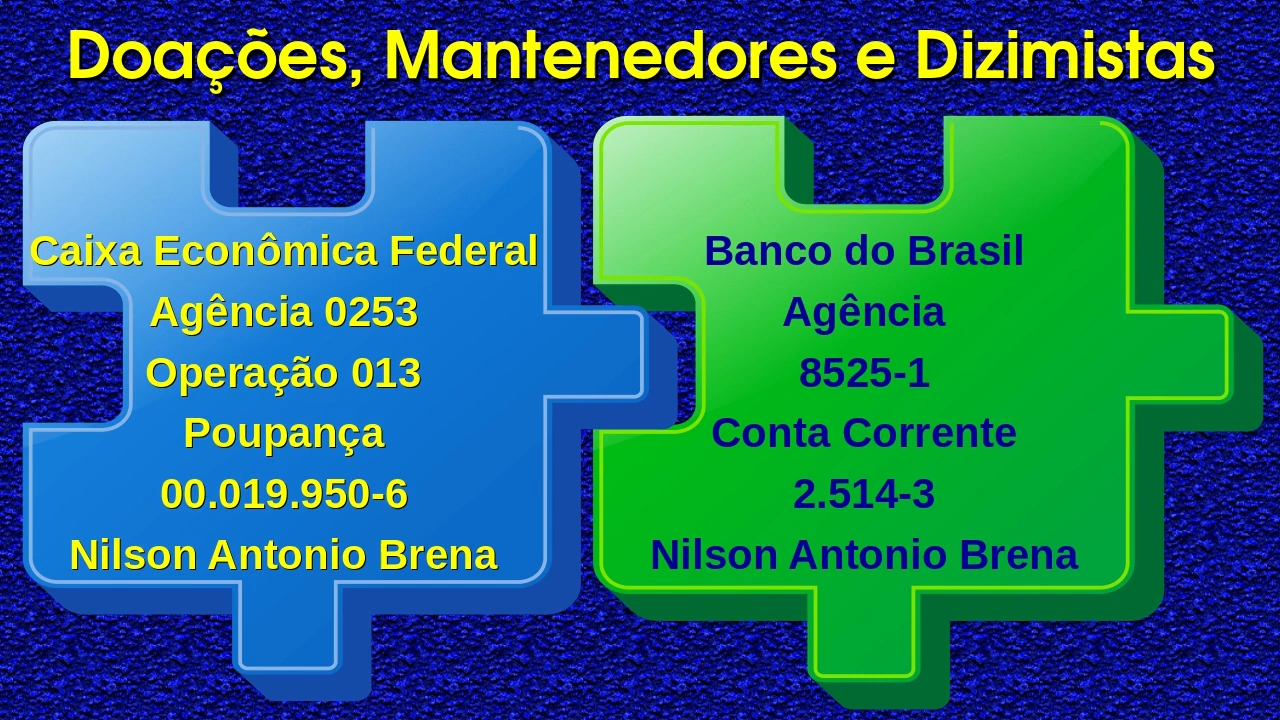 Doações, Mantenedores e Dizimistas
Caixa Econômica Federal
Agência 0253
Operação 013
Poupança
00.019.950-6
Nilson Antonio Brena
Banco do Brasil
Agência
8525-1
Conta Corrente
2.514-3
Nilson Antonio Brena